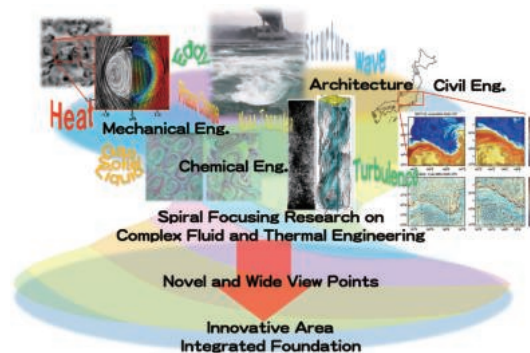 Eddy
Structure
Wave
Architecture
Civil Eng.
Heat
Mechanical Eng.
Gas
Solid
Liquid
Chemical Eng.
Turbulence
Spiral Focusing Research on
Complex Fluid and Thermal Engineering
Novel and Wide View Points
Innovative Area
Integrated Foundation